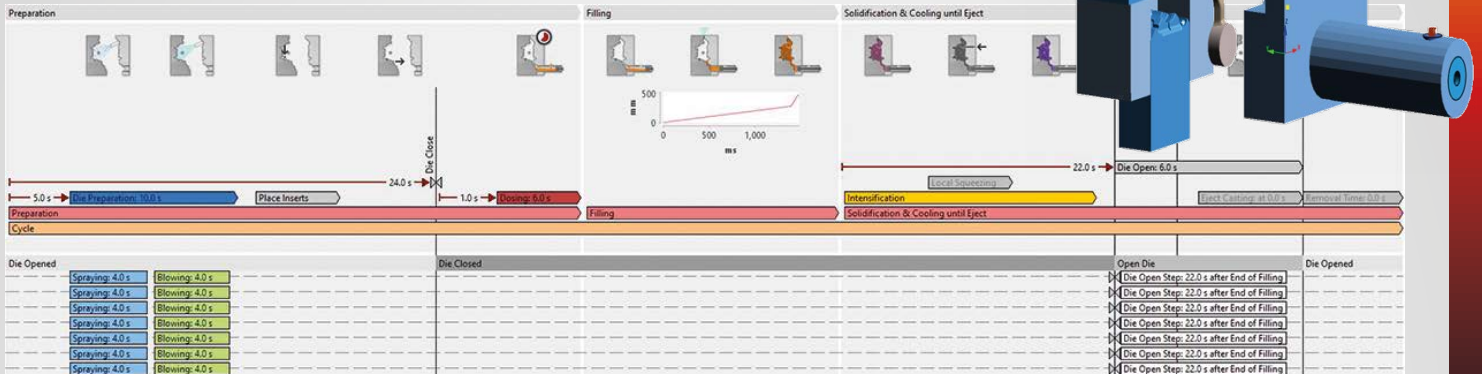 Preparation
Filling
Solidification & Cooling until Eject
500
mm
0
0 500 1,000
ms
Die Close
24.0 s
22.0 s
Die Open: 6.0 s
Local Squeezing
5.0 s
Die Preparation: 10.0 s
Place Inserts
1.0 s
Dosing: 6.0 s
Intensification
Eject Casting: at 0.0 s
Removal Time: 0.0 s
Preparation
Filling
Solidification & Cooling until Eject
Cycle
Die Opened
Die Closed
Open Die
Die Opened
Spraying: 4.0 s Blowing: 4.0 s Die Open Step: 22.0 s after End of Filling
Spraying: 4.0 s Blowing: 4.0 s Die Open Step: 22.0 s after End of Filling
Spraying: 4.0 s Blowing: 4.0 s Die Open Step: 22.0 s after End of Filling
Spraying: 4.0 s Blowing: 4.0 s Die Open Step: 22.0 s after End of Filling
Spraying: 4.0 s Blowing: 4.0 s Die Open Step: 22.0 s after End of Filling
Spraying: 4.0 s Blowing: 4.0 s Die Open Step: 22.0 s after End of Filling
Spraying: 4.0 s Blowing: 4.0 s Die Open Step: 22.0 s after End of Filling